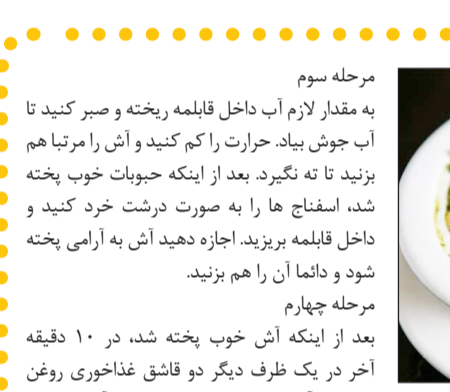 مرحله سوم
به مقدار لازم آب داخل قابلمه ریخته و صبر کنید تا
آب جوش بیاد. حرارت را کم کنید و آش را مرتبا هم
بزنید تا ته نگیرد. بعد از اینکه حبوبات خوب پخته
شد، اسفناج ها را به صورت درشت خرد کنید و
داخل قابلمه بریزید. اجازه دهید آش به آرامی پخته
شود و دائما آن را هم بزنید.
مرحله چهارم
بعد از اینکه آش خوب پخته شد، در ۱۰ دقیقه
آخر در یک ظرف دیگر دو قاشق غذاخوری روغن